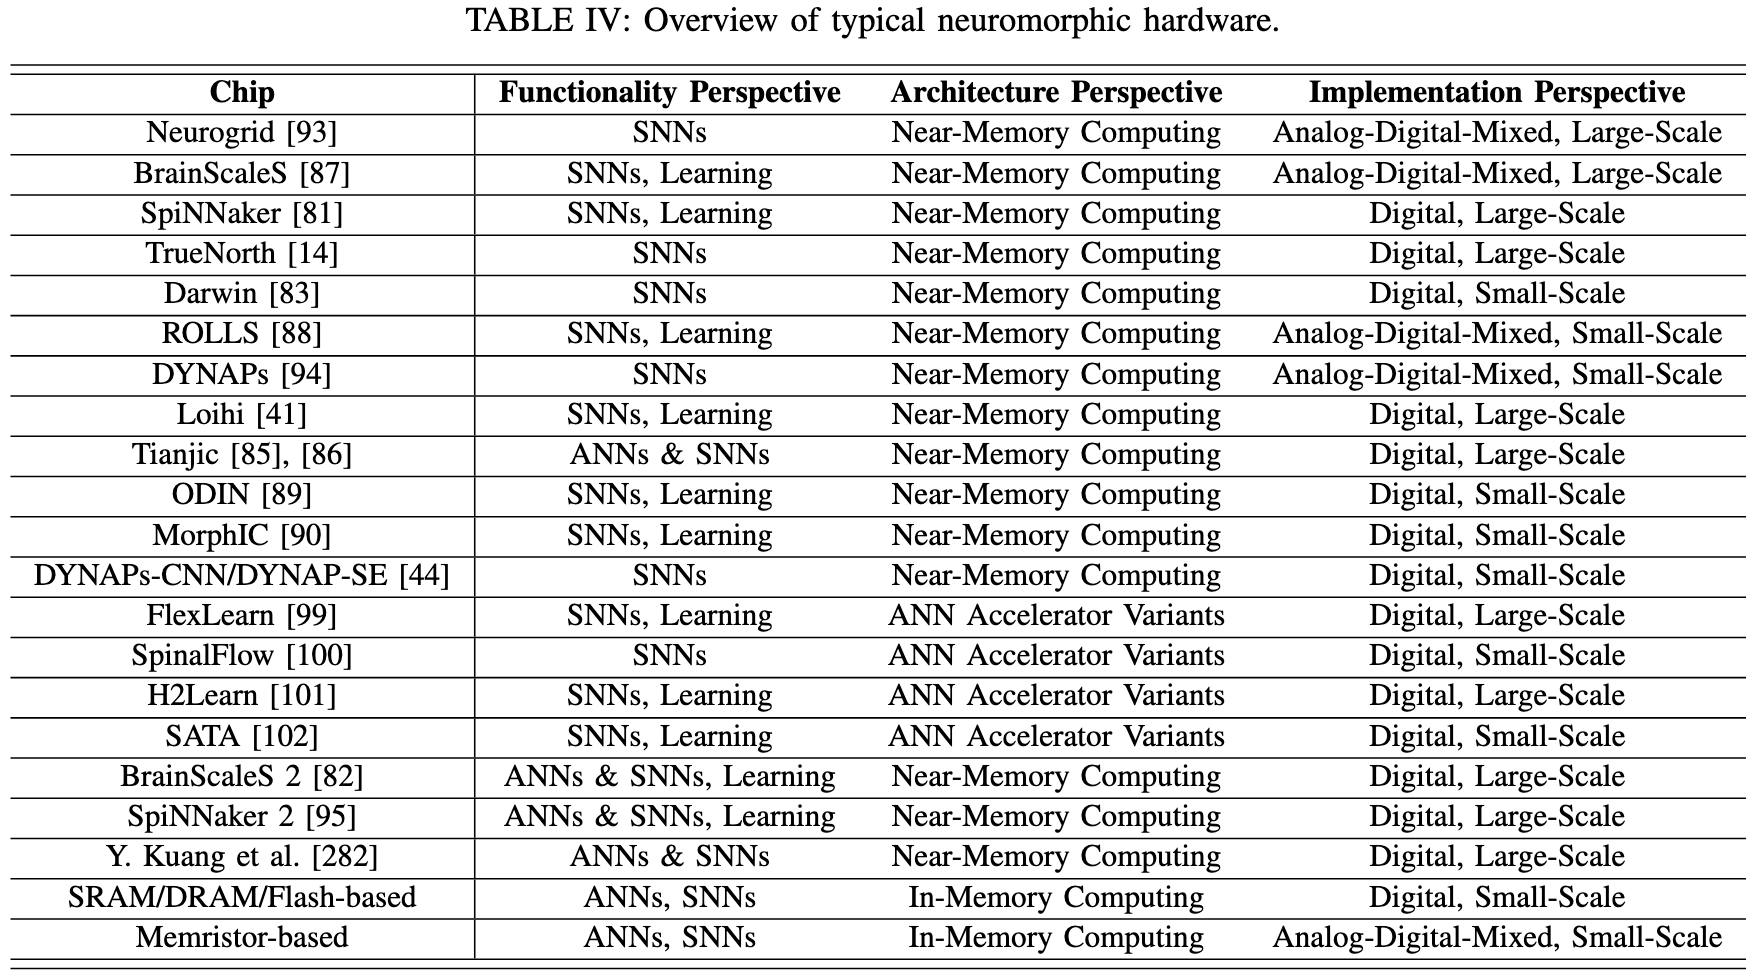 TABLE IV: Overview of typical neuromorphic hardware.
Chip Functionality Perspective Architecture Perspective Implementation Perspective
Neurogrid [93] SNNs Near-Memory Computing Analog-Digital-Mixed, Large-Scale
BrainScaleS [87] SNNs, Learning Near-Memory Computing Analog-Digital-Mixed, Large-Scale
SpiNNaker [81] SNNs, Learning Near-Memory Computing Digital, Large-Scale
TrueNorth [14] SNNs Near-Memory Computing Digital, Large-Scale
Darwin [83] SNNs Near-Memory Computing Digital, Small-Scale
ROLLS [88] SNNs, Learning Near-Memory Computing Analog-Digital-Mixed, Small-Scale
DYNAPs [94] SNNs Near-Memory Computing Analog-Digital-Mixed, Small-Scale
Loihi [41] SNNs, Learning Near-Memory Computing Digital, Large-Scale
Tianjic [85], [86] ANNs & SNNs Near-Memory Computing Digital, Large-Scale
ODIN [89] SNNs, Learning Near-Memory Computing Digital, Small-Scale
MorphIC [90] SNNs, Learning Near-Memory Computing Digital, Small-Scale
DYNAPs-CNN/DYNAP-SE [44] SNNs Near-Memory Computing Digital, Small-Scale
FlexLearn [99] SNNs, Learning ANN Accelerator Variants Digital, Large-Scale
SpinalFlow [100] SNNs ANN Accelerator Variants Digital, Small-Scale
H2Learn [101] SNNs, Learning ANN Accelerator Variants Digital, Large-Scale
SATA [102] SNNs, Learning ANN Accelerator Variants Digital, Small-Scale
BrainScaleS 2 [82] ANNs & SNNs, Learning Near-Memory Computing Digital, Large-Scale
SpiNNaker 2 [95] ANNs & SNNs, Learning Near-Memory Computing Digital, Large-Scale
Y. Kuang et al. [282] ANNs & SNNs Near-Memory Computing Digital, Large-Scale
SRAM/DRAM/Flash-based ANNs, SNNs In-Memory Computing Digital, Small-Scale
Memristor-based ANNs, SNNs In-Memory Computing Analog-Digital-Mixed, Small-Scale